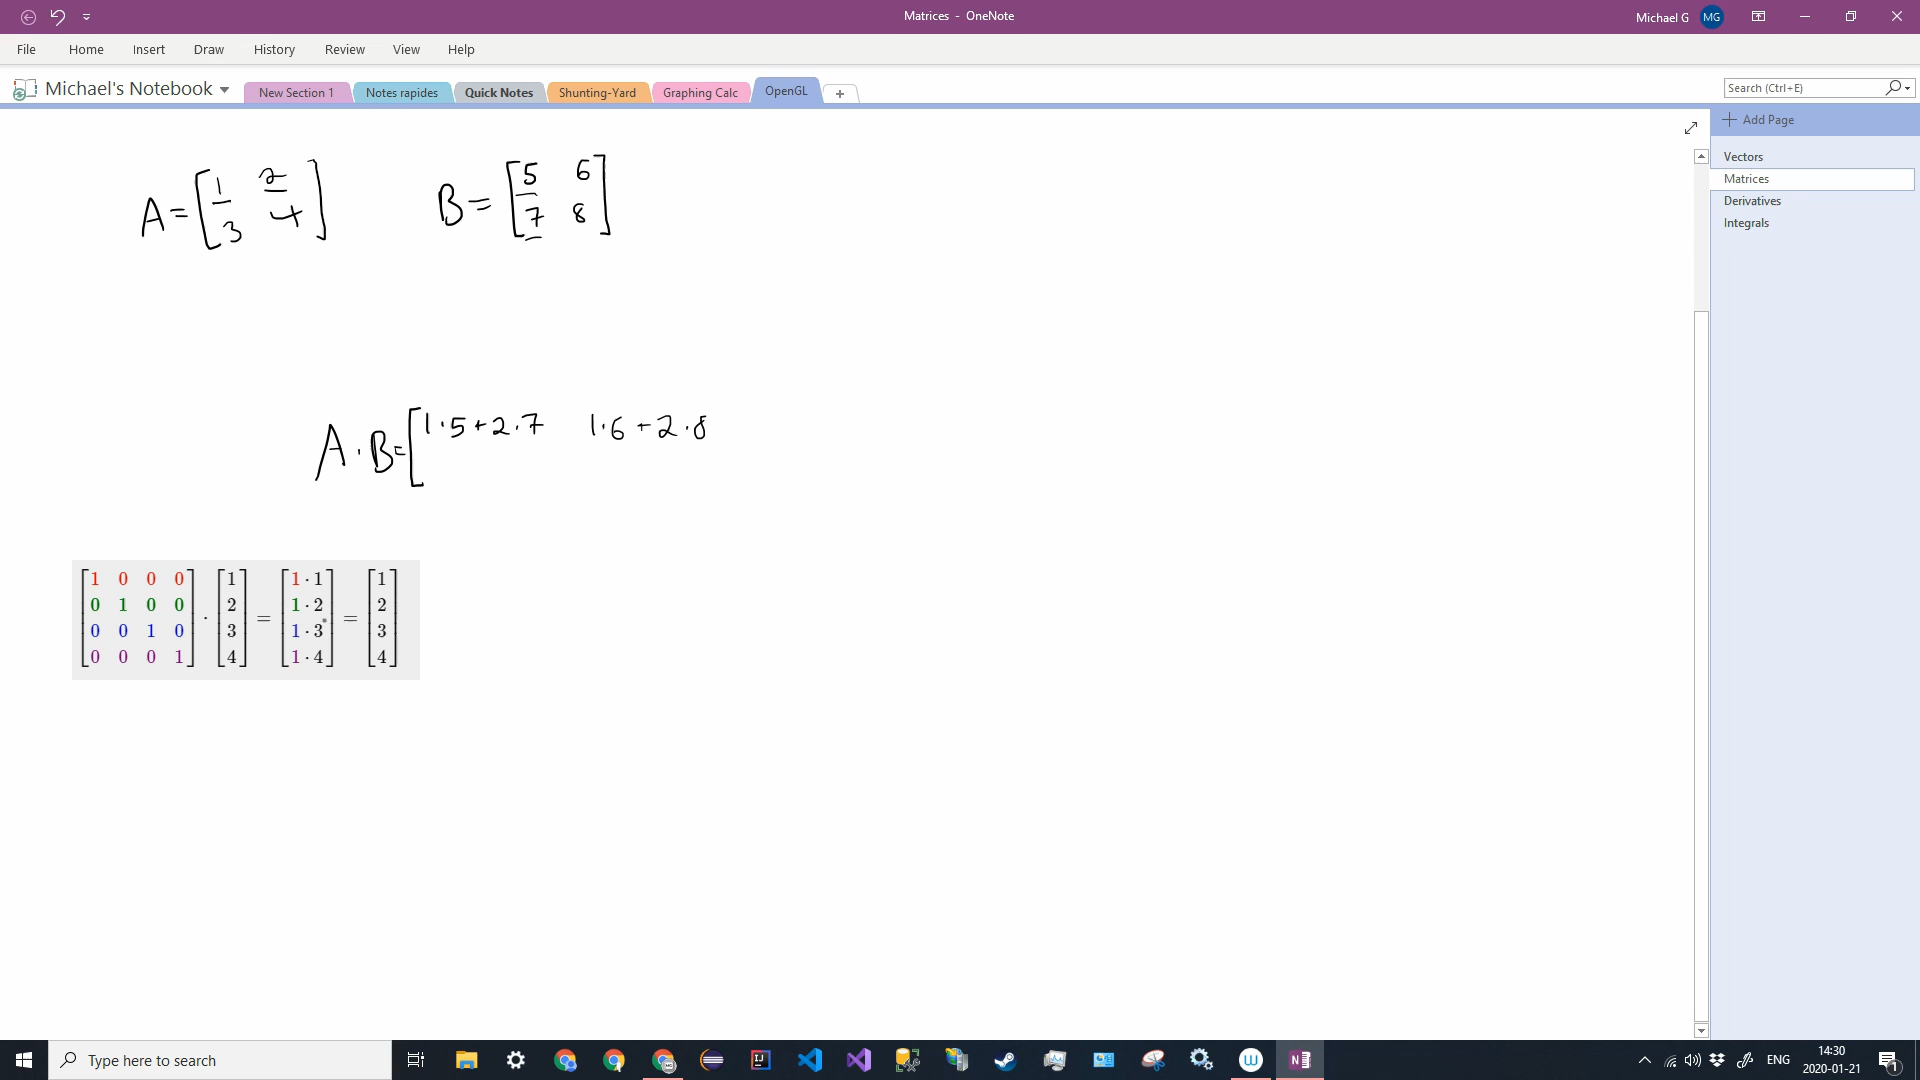 Matrices - OneNote
Michael G
MG
File Home Insert Draw History Review View Help
Michael's Notebook
New Section 1
Notes rapides
Quick Notes
Shunting-Yard
Graphing Calc
OpenGL
+
Search (Ctrl+E)
Add Page
Vectors
Matrices
Derivatives
Integrals
A = [ 1 2
3 4 ]
B = [ 5 6
7 8 ]
A · B = [ 1·5+2·7 1·6+2·8
1 0 0 0
0 1 0 0
0 0 1 0
0 0 0 1
·
1
2
3
4
=
1 · 1
1 · 2
1 · 3
1 · 4
=
1
2
3
4
Type here to search
W
N
ENG
14:30
2020-01-21
1